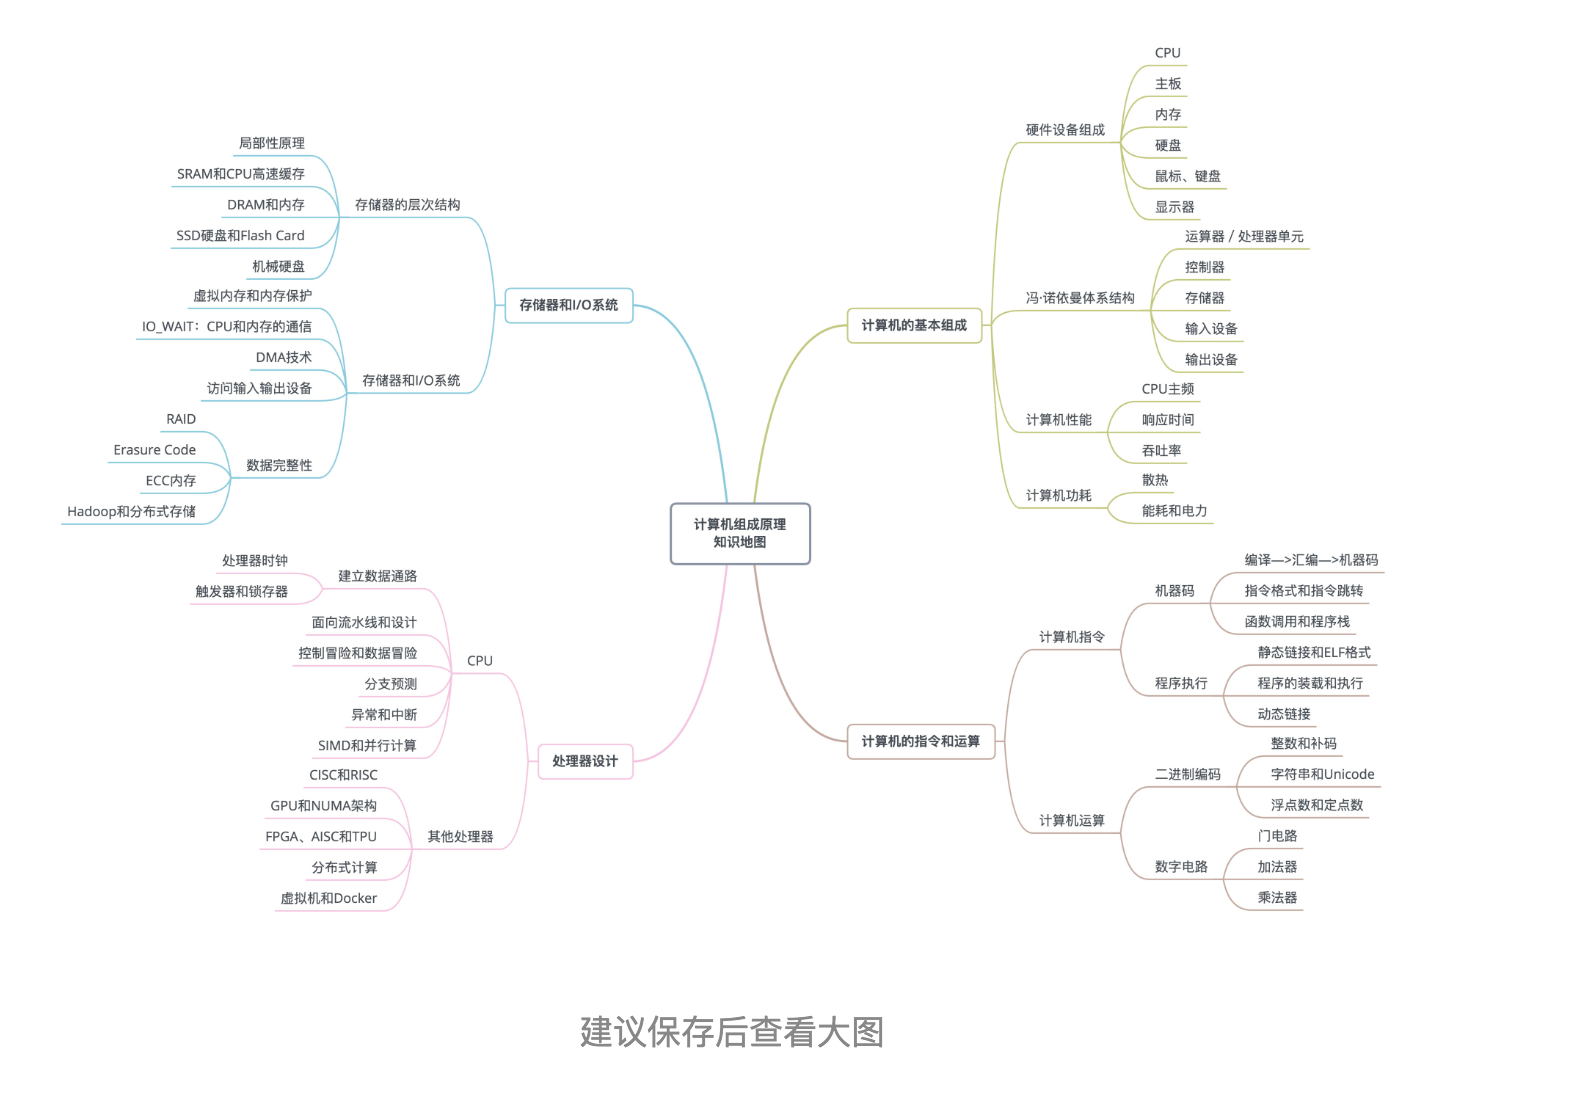 计算机组成原理
知识地图
计算机的基本组成
硬件设备组成
CPU
主板
内存
硬盘
鼠标、键盘
显示器
冯·诺依曼体系结构
运算器 / 处理器单元
控制器
存储器
输入设备
输出设备
计算机性能
CPU主频
响应时间
吞吐率
计算机功耗
散热
能耗和电力
计算机的指令和运算
计算机指令
机器码
编译—>汇编—>机器码
指令格式和指令跳转
函数调用和程序栈
程序执行
静态链接和ELF格式
程序的装载和执行
动态链接
计算机运算
二进制编码
整数和补码
字符串和Unicode
浮点数和定点数
数字电路
门电路
加法器
乘法器
存储器和I/O系统
存储器的层次结构
局部性原理
SRAM和CPU高速缓存
DRAM和内存
SSD硬盘和Flash Card
机械硬盘
存储器和I/O系统
虚拟内存和内存保护
IO_WAIT：CPU和内存的通信
DMA技术
访问输入输出设备
数据完整性
RAID
Erasure Code
ECC内存
Hadoop和分布式存储
处理器设计
CPU
建立数据通路
处理器时钟
触发器和锁存器
面向流水线和设计
控制冒险和数据冒险
分支预测
异常和中断
SIMD和并行计算
其他处理器
CISC和RISC
GPU和NUMA架构
FPGA、AISC和TPU
分布式计算
虚拟机和Docker
建议保存后查看大图